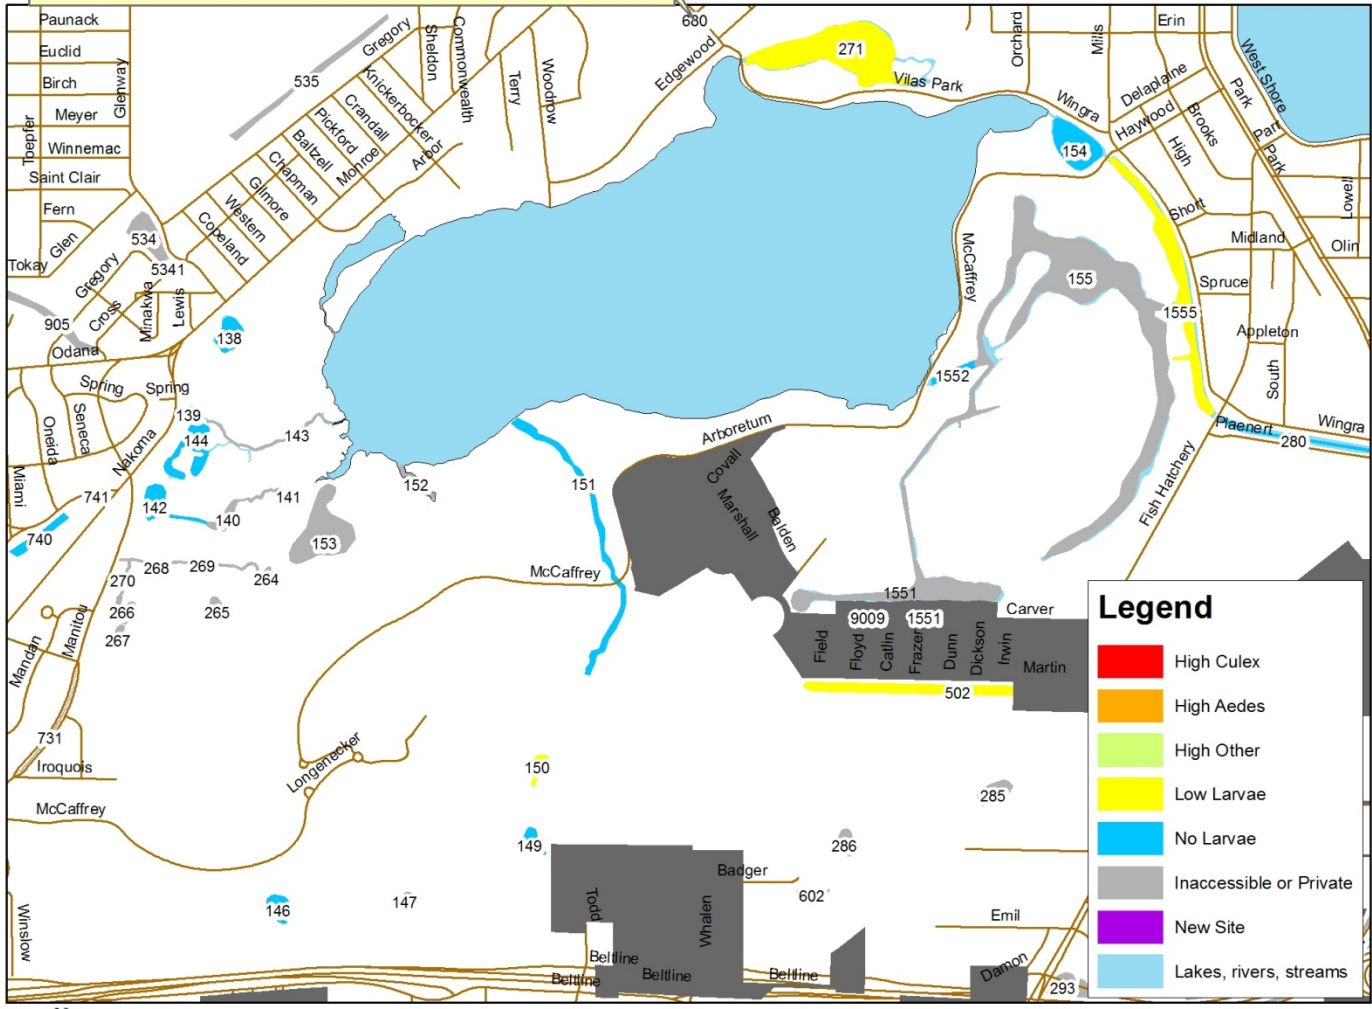 680
Paunack
Euclid
Birch
Meyer
Winnemac
Saint Clair
Fern
Glen
Tokay
Toepfer
Glenway
535
Gregory
Sheldon
Commonwealth
Knickerbocker
Crandall
Pickford
Baltzell
Chapman
Gilmore
Western
Copeland
Monroe
Arbor
Terry
Woodrow
Edgewood
271
Vilas Park
Orchard
Mills
Erin
West Shore
Wingra
Delaplaine
Haywood
Brooks
High
Park
Part
Park
Lowell
154
Short
Midland
Olin
Spruce
Appleton
South
534
5341
Gregory
Cross
Minakwa
Lewis
905
Odana
Spring
Spring
Seneca
Oneida
Miami
Nakoma
138
139
144
143
741
142
740
140
141
153
152
151
270
268
269
264
266
265
267
Manitou
Mandan
731
Iroquois
McCaffrey
Longenecker
McCaffrey
McCaffrey
155
1555
1552
Arboretum
Covall
Marshall
Balden
Plaenert
Wingra
280
Fish Hatchery
1551
Carver
9009
1551
Field
Floyd
Catlin
Frazer
Dunn
Dickson
Irwin
Martin
502
150
149
146
147
285
286
602
Badger
Todd
Whalen
Emil
Damon
293
Winslow
Beltline
Beltline
Beltline
Beltline
Legend
High Culex
High Aedes
High Other
Low Larvae
No Larvae
Inaccessible or Private
New Site
Lakes, rivers, streams